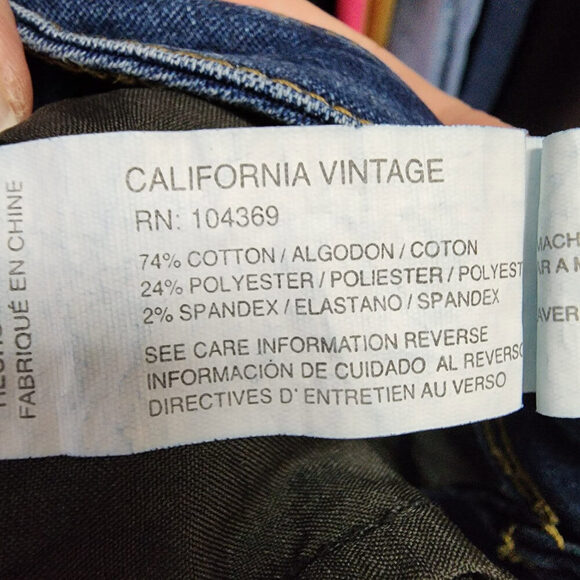 CALIFORNIA VINTAGE
RN: 104369
74% COTTON / ALGODON / COTON
24% POLYESTER / POLIESTER / POLYEST
2% SPANDEX / ELASTANO / SPANDEX
SEE CARE INFORMATION REVERSE
INFORMACIÓN DE CUIDADO AL REVERSO
DIRECTIVES D' ENTRETIEN AU VERSO
FABRIQUÉ EN CHINE